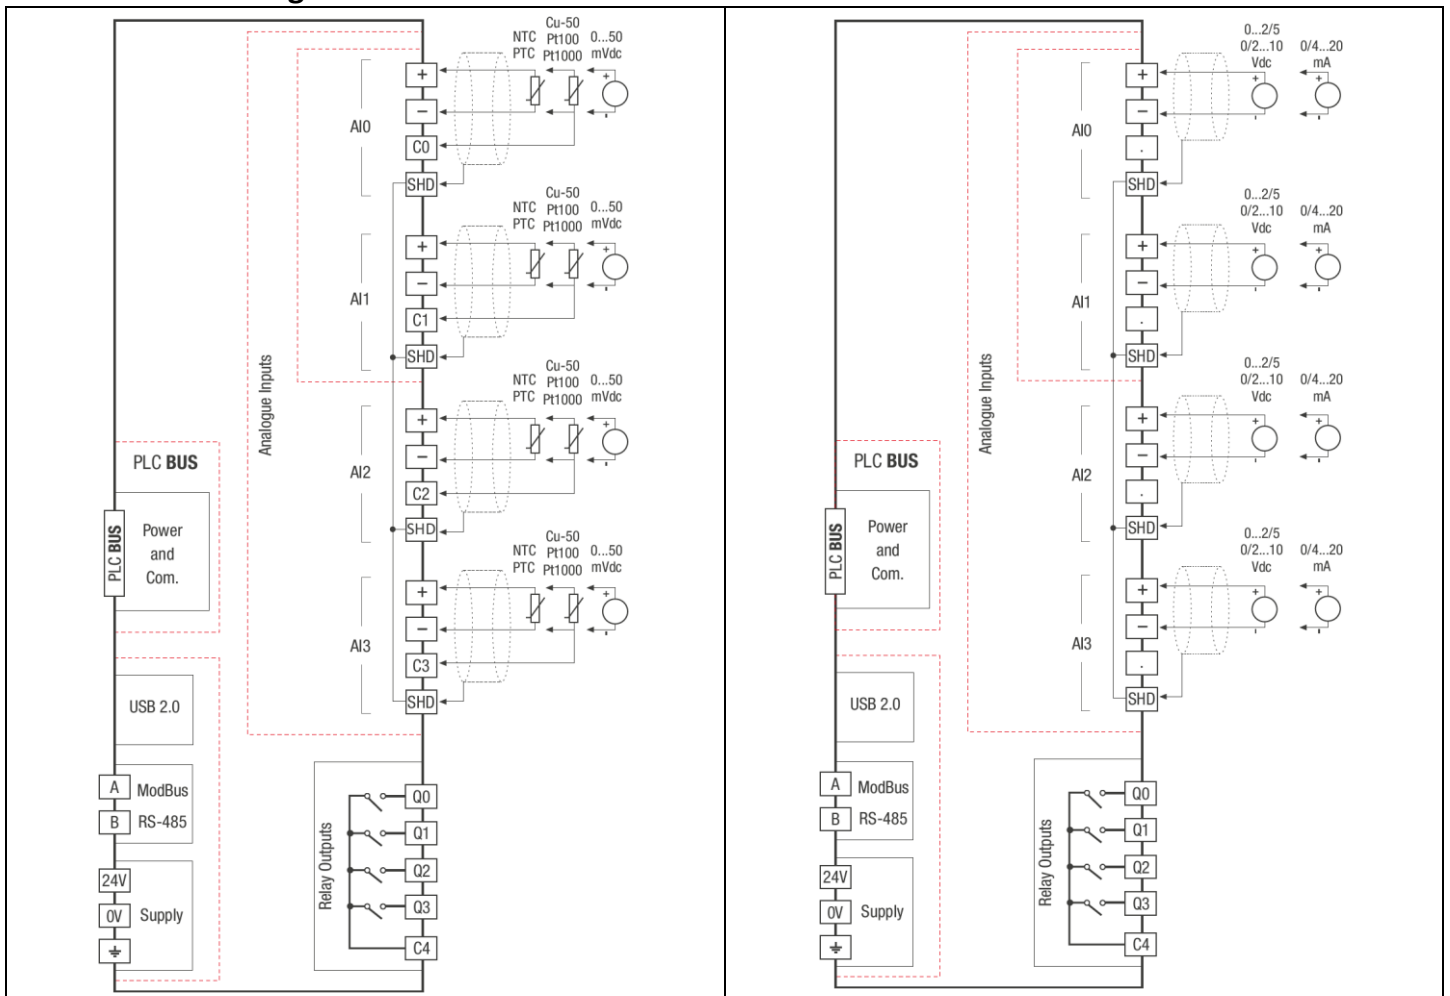 g
Cu-50
NTC Pt100 0...50
PTC Pt1000 mVdc
+
−
AI0
C0
SHD
Cu-50
NTC Pt100 0...50
PTC Pt1000 mVdc
+
−
AI1
C1
SHD
Analogue Inputs
Cu-50
NTC Pt100 0...50
PTC Pt1000 mVdc
+
−
AI2
C2
SHD
Cu-50
NTC Pt100 0...50
PTC Pt1000 mVdc
+
−
AI3
C3
SHD
PLC BUS
PLC BUS
Power
and
Com.
USB 2.0
A ModBus
B RS-485
24V
0V Supply
Relay Outputs
Q0
Q1
Q2
Q3
C4
0...2/5
0/2...10 0/4...20
Vdc mA
+
−
AI0
.
SHD
0...2/5
0/2...10 0/4...20
Vdc mA
+
−
AI1
.
SHD
Analogue Inputs
0...2/5
0/2...10 0/4...20
Vdc mA
+
−
AI2
.
SHD
0...2/5
0/2...10 0/4...20
Vdc mA
+
−
AI3
.
SHD
PLC BUS
PLC BUS
Power
and
Com.
USB 2.0
A ModBus
B RS-485
24V
0V Supply
Relay Outputs
Q0
Q1
Q2
Q3
C4